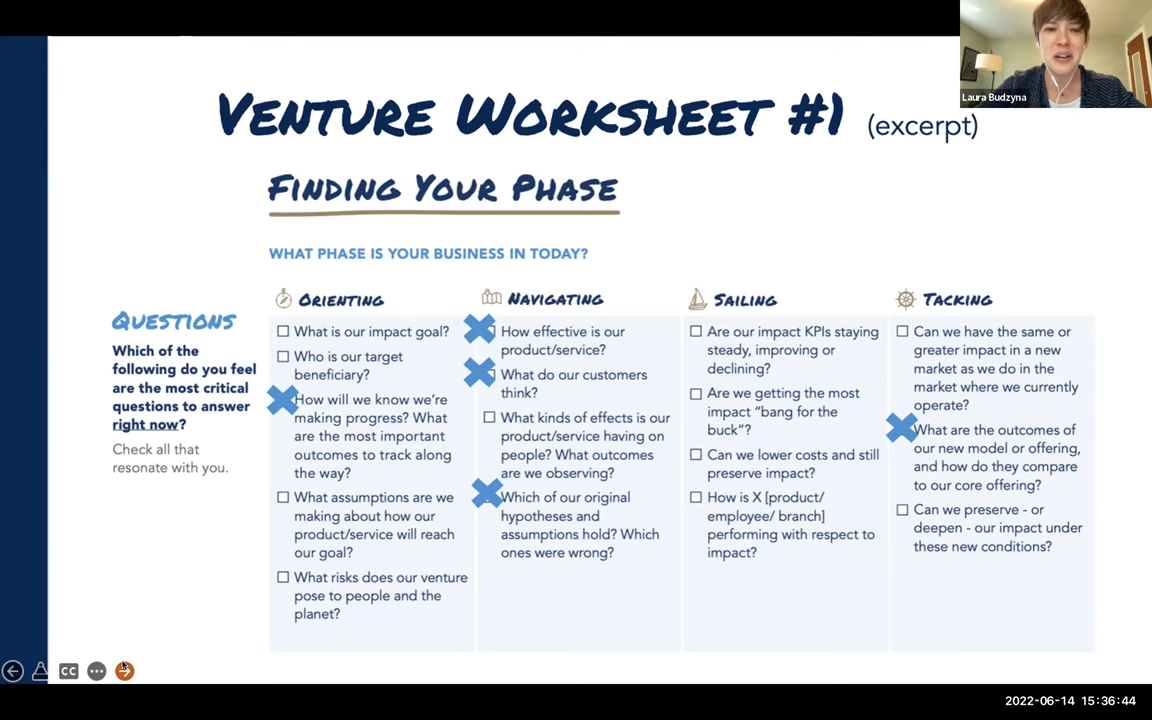 Laura Budzyna
VENTURE WORKSHEET #1 (excerpt)
FINDING YOUR PHASE
WHAT PHASE IS YOUR BUSINESS IN TODAY?
QUESTIONS
Which of the
following do you feel
are the most critical
questions to answer
right now?
Check all that
resonate with you.
ORIENTING
What is our impact goal?
Who is our target
beneficiary?
How will we know we're
making progress? What
are the most important
outcomes to track along
the way?
What assumptions are we
making about how our
product/service will reach
our goal?
What risks does our venture
pose to people and the
planet?
NAVIGATING
How effective is our
product/service?
What do our customers
think?
What kinds of effects is our
product/service having on
people? What outcomes
are we observing?
Which of our original
hypotheses and
assumptions hold? Which
ones were wrong?
SAILING
Are our impact KPIs staying
steady, improving or
declining?
Are we getting the most
impact "bang for the
buck"?
Can we lower costs and still
preserve impact?
How is X [product/
employee/ branch]
performing with respect to
impact?
TACKING
Can we have the same or
greater impact in a new
market as we do in the
market where we currently
operate?
What are the outcomes of
our new model or offering,
and how do they compare
to our core offering?
Can we preserve - or
deepen - our impact under
these new conditions?
CC
2022-06-14 15:36:44